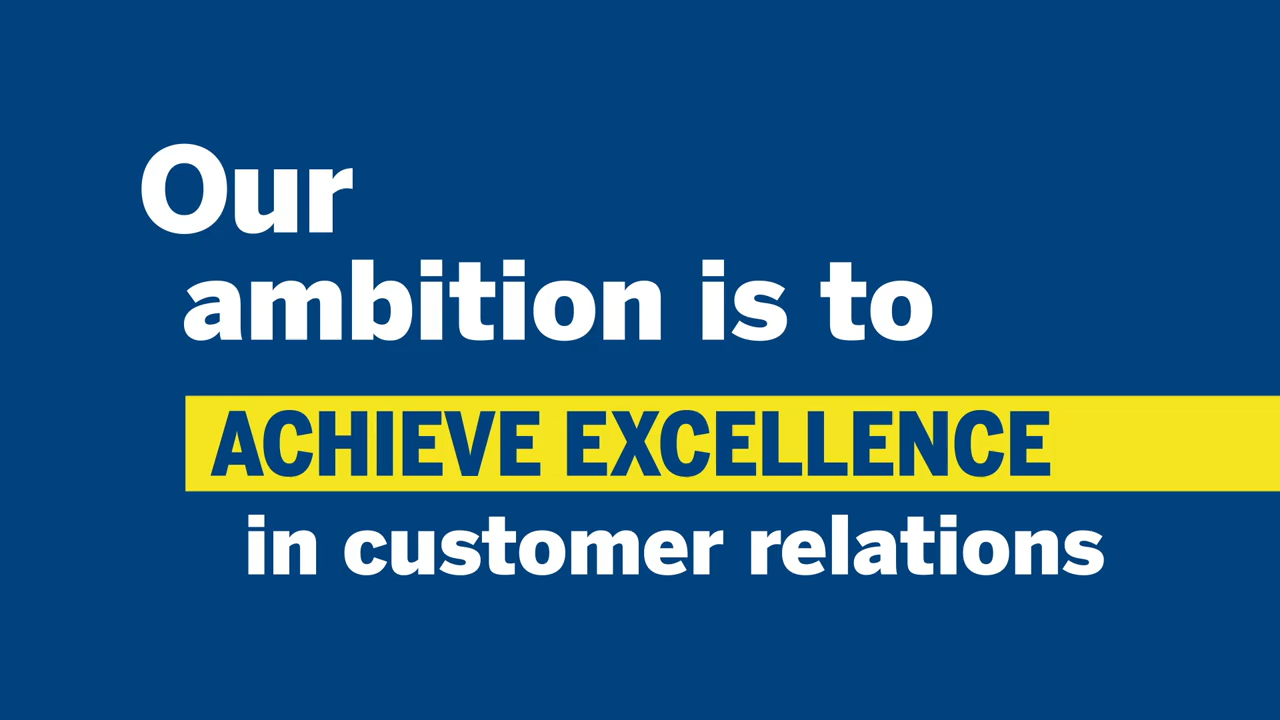 Our
ambition is to
ACHIEVE EXCELLENCE
in customer relations